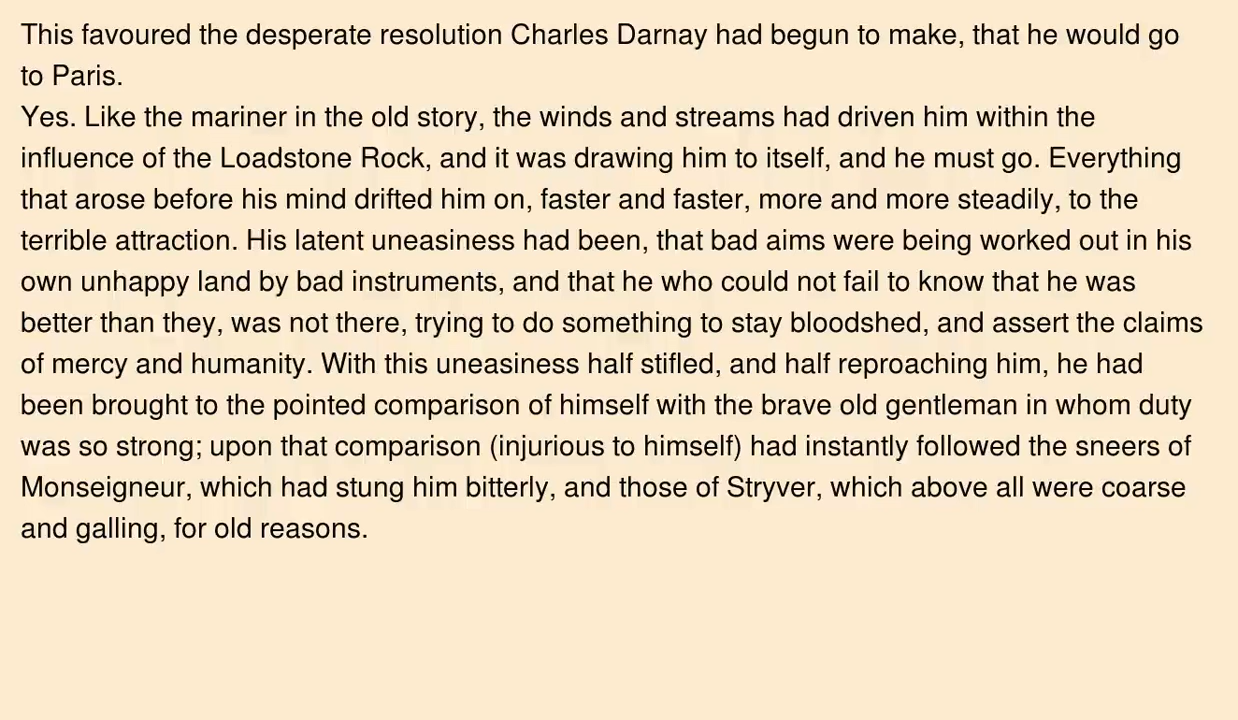 This favoured the desperate resolution Charles Darnay had begun to make, that he would go
to Paris.
Yes. Like the mariner in the old story, the winds and streams had driven him within the
influence of the Loadstone Rock, and it was drawing him to itself, and he must go. Everything
that arose before his mind drifted him on, faster and faster, more and more steadily, to the
terrible attraction. His latent uneasiness had been, that bad aims were being worked out in his
own unhappy land by bad instruments, and that he who could not fail to know that he was
better than they, was not there, trying to do something to stay bloodshed, and assert the claims
of mercy and humanity. With this uneasiness half stifled, and half reproaching him, he had
been brought to the pointed comparison of himself with the brave old gentleman in whom duty
was so strong; upon that comparison (injurious to himself) had instantly followed the sneers of
Monseigneur, which had stung him bitterly, and those of Stryver, which above all were coarse
and galling, for old reasons.